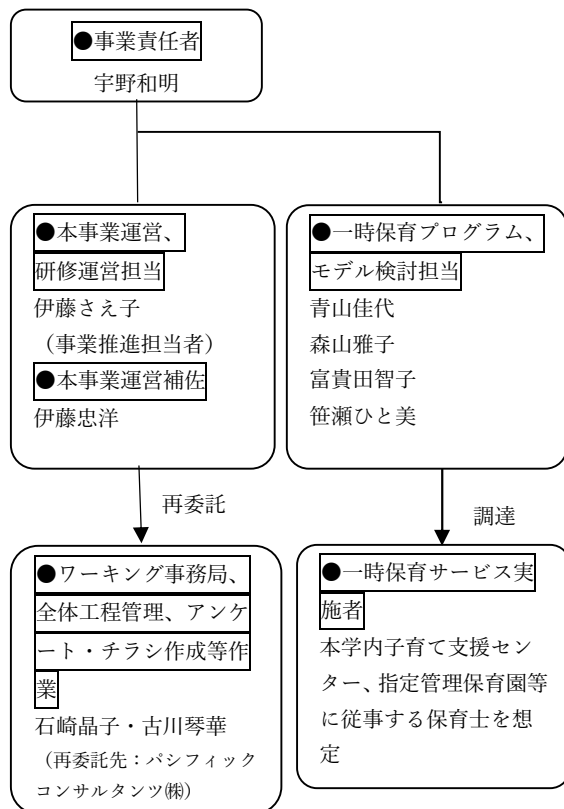 ●事業責任者
宇野和明
●本事業運営、
研修運営担当
伊藤さえ子
（事業推進担当者）
●本事業運営補佐
伊藤忠洋
●一時保育プログラム、
モデル検討担当
青山佳代
森山雅子
富貴田智子
笹瀬ひと美
再委託
調達
●ワーキング事務局、
全体工程管理、アンケ
ート・チラシ作成等作
業
石崎晶子・古川琴華
（再委託先：パシフィック
コンサルタンツ㈱）
●一時保育サービス実
施者
本学内子育て支援セン
ター、指定管理保育園等
に従事する保育士を想
定